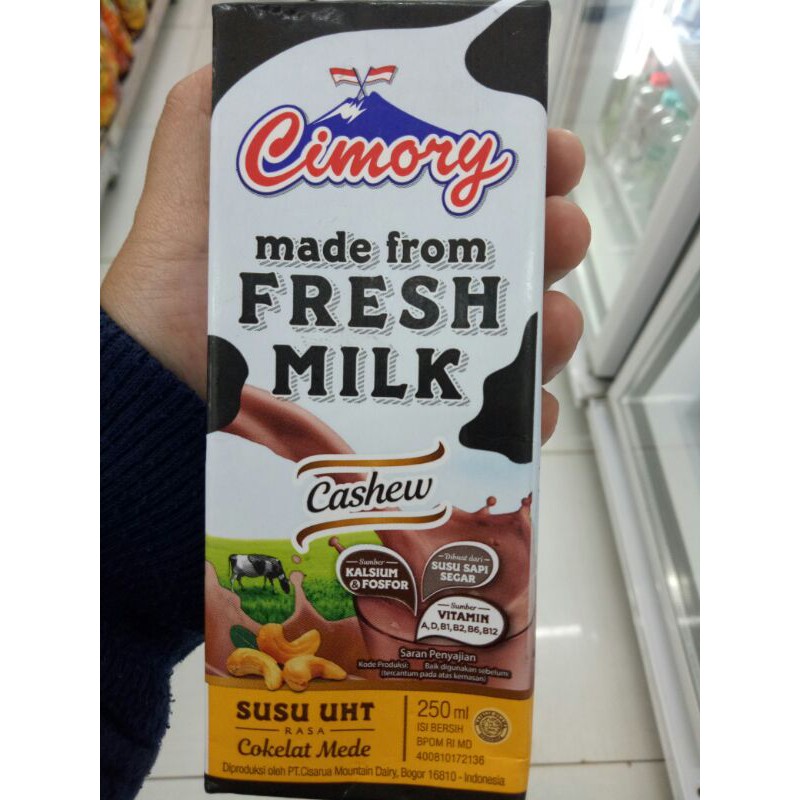 Cimory
made from
FRESH
MILK
Cashew
Sumber
KALSIUM
& FOSFOR
Dibuat dari
SUSU SAPI
SEGAR
Sumber
VITAMIN
A,D,B1,B2,B6,B12
Saran Penyajian
Kode Produksi: Baik digunakan sebelum:
(tercantum pada atas kemasan)
SUSU UHT
RASA
Cokelat Mede
250 ml
ISI BERSIH
BPOM RI MD
400810172136
Diproduksi oleh PT.Cisarua Mountain Dairy, Bogor 16810 - Indonesia